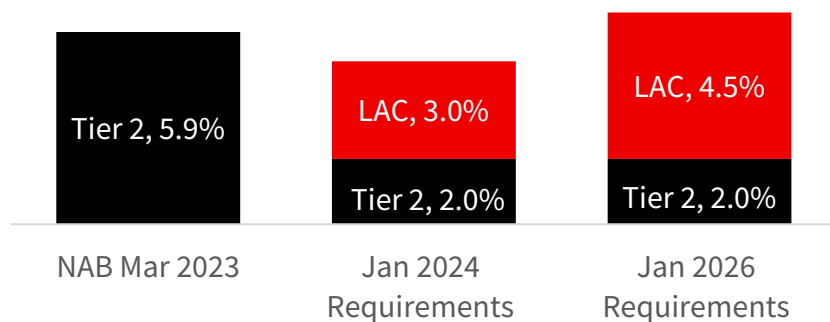 Tier 2, 5.9%
LAC, 3.0%
Tier 2, 2.0%
LAC, 4.5%
Tier 2, 2.0%
NAB Mar 2023
Jan 2024
Requirements
Jan 2026
Requirements